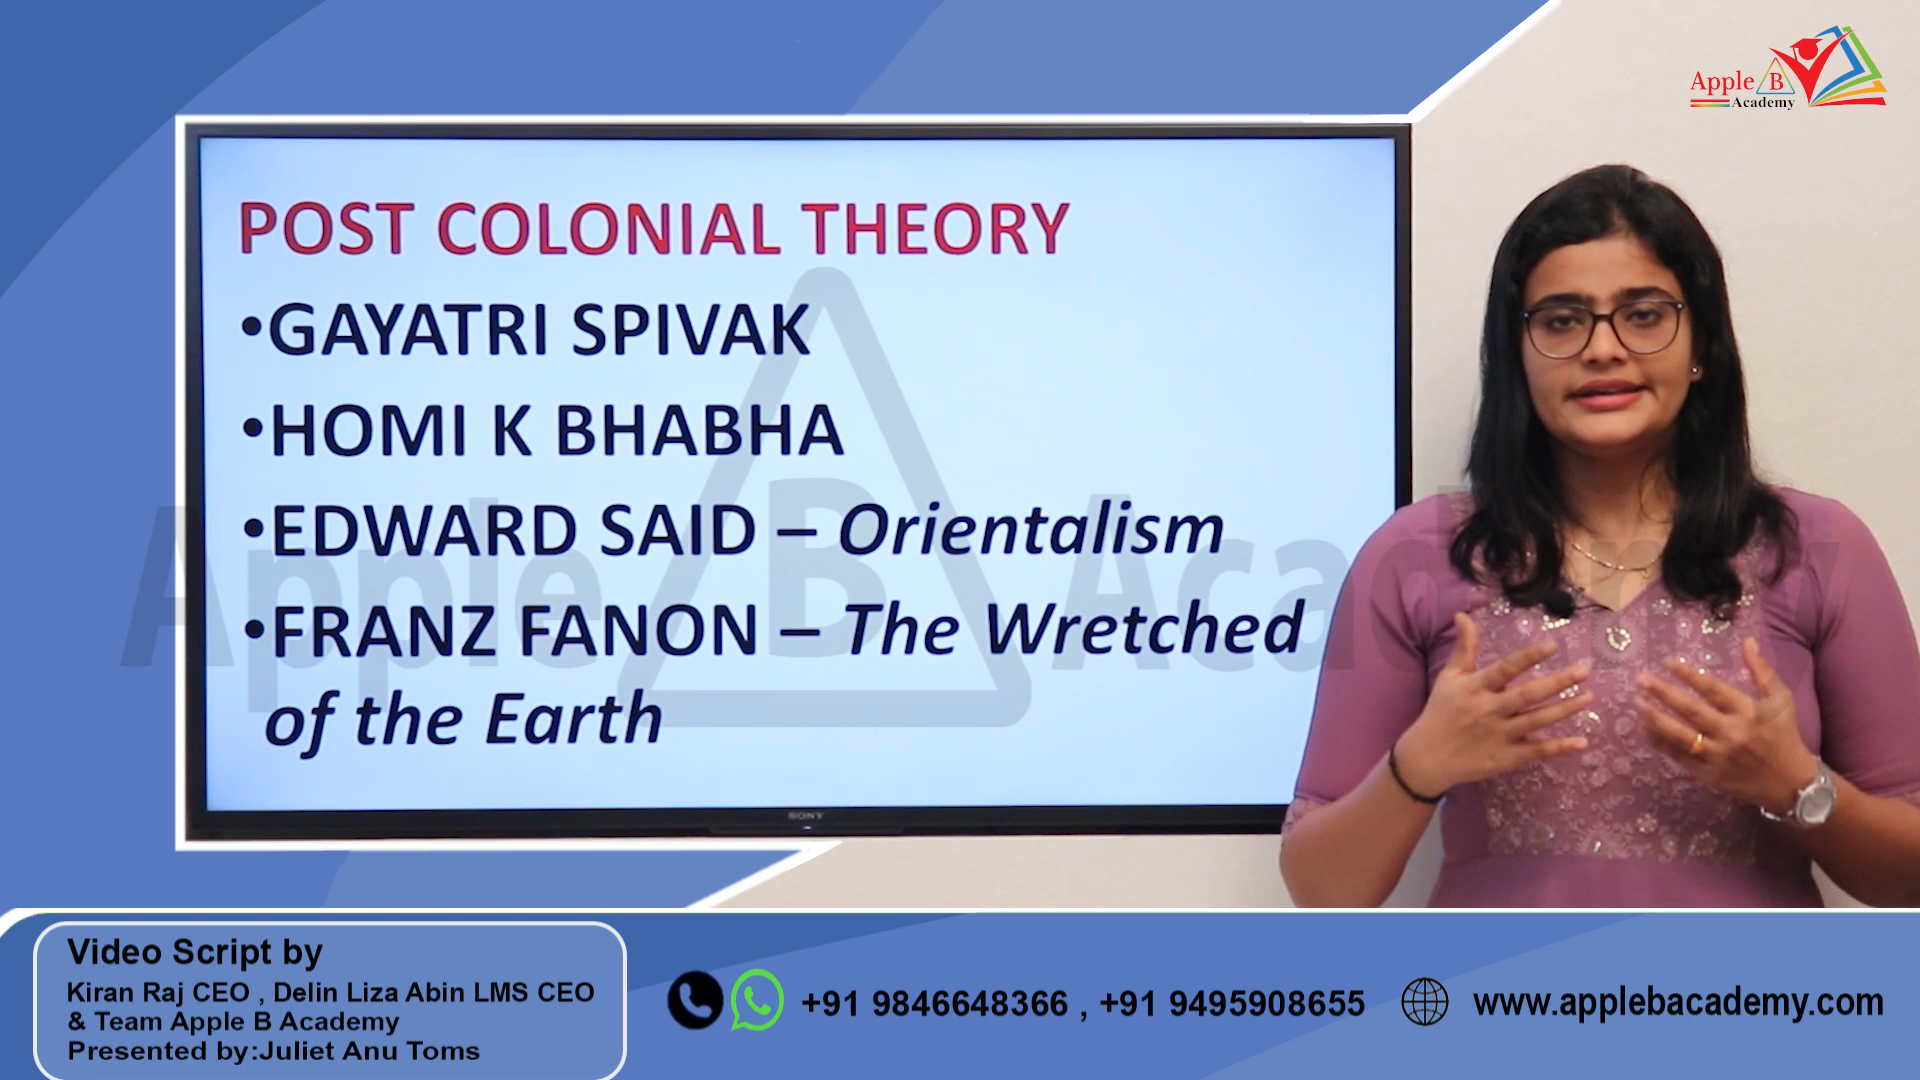 Apple B
Academy
POST COLONIAL THEORY
•GAYATRI SPIVAK
•HOMI K BHABHA
•EDWARD SAID – Orientalism
•FRANZ FANON – The Wretched
of the Earth
Apple B Academy
SONY
Video Script by
Kiran Raj CEO , Delin Liza Abin LMS CEO
& Team Apple B Academy
Presented by:Juliet Anu Toms
+91 9846648366 , +91 9495908655
www.applebacademy.com